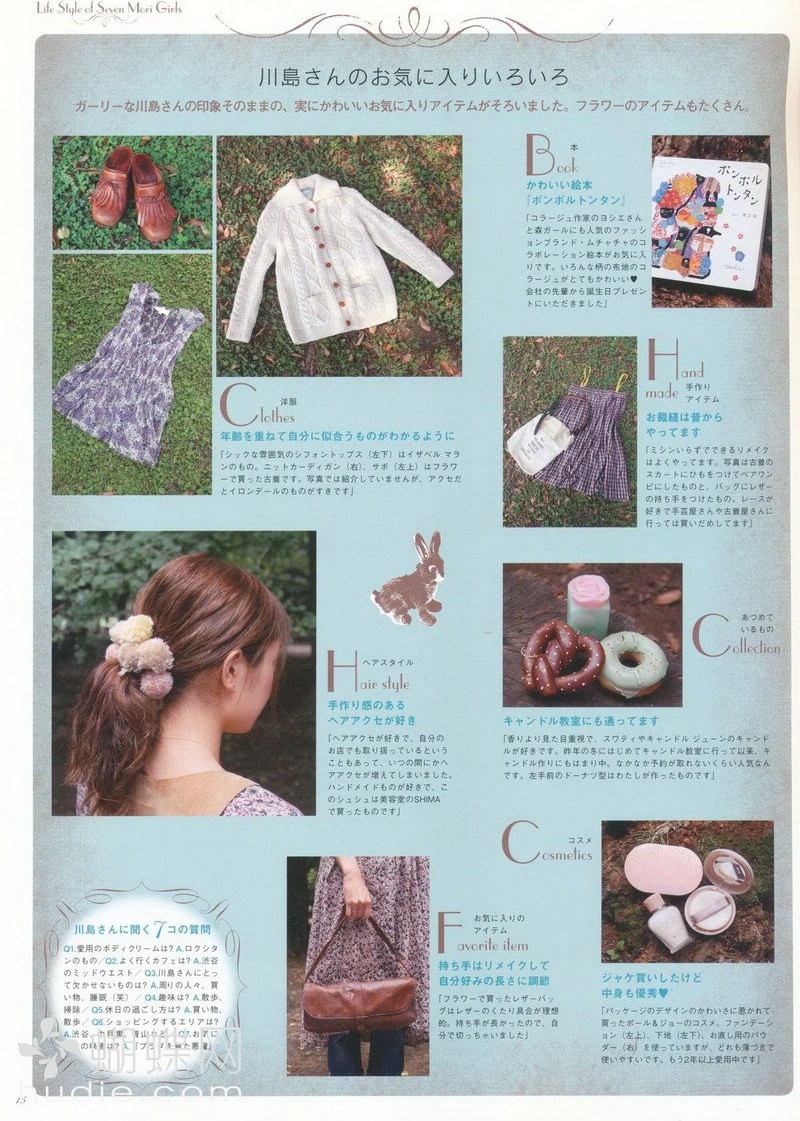 Life Style of Seven Mori Girls
川島さんのお気に入りいろいろ
ガーリーな川島さんの印象そのままの、実にかわいいお気に入りアイテムがそろいました。フラワーのアイテムもたくさん。
Clothes
洋服
年齢を重ねて自分に似合うものがわかるように
「シックな雰囲気のシフォントップス（左下）はイザベル マラ
ンのもの。ニットカーディガン（右）、サボ（左上）はフラワ
ーで買った古着です。写真では紹介していませんが、アクセだ
とイロンデールのものがすきです」
Book
本
かわいい絵本
『ポンポルトンタン』
「コラージュ作家のヨシエさん
と森ガールにも人気のファッシ
ョンブランド・ムチャチャのコ
ラボレーション絵本がお気に入
りです。いろんな柄の布地のコ
ラージュがとてもかわいい♥
会社の先輩から誕生日プレゼン
トにいただきました」
ポンポル
トンタン
Hand
made
手作り
アイテム
お裁縫は昔から
やってます
「ミシンいらずでできるリメイク
はよくやってます。写真は古着の
スカートにひもをつけてベアワン
ピにしたものと、バッグにレザー
の持ち手をつけたもの。レースが
好きで手芸屋さんや古着屋さんに
行っては買いだめしてます」
Hair style
ヘアスタイル
手作り感のある
ヘアアクセが好き
「ヘアアクセが好きで、自分の
お店でも取り扱っているという
こともあって、いつの間にかヘ
アアクセが増えてしまいました。
ハンドメイドものが好きで、こ
のシュシュは美容室のSHIMA
で買ったものです」
Collection
あつめて
いるもの
キャンドル教室にも通ってます
「香りより見た目重視で、スワティやキャンドル ジューンのキャンド
ルが好きです。昨年の冬にはじめてキャンドル教室に行って以来、キ
ャンドル作りにもはまり中。なかなか予約が取れないくらい人気なん
です。左手前のドーナツ型はわたしが作ったものです」
Cosmetics
コスメ
ジャケ買いしたけど
中身も優秀♥
「パッケージのデザインのかわいさに惹かれて
買ったポール＆ジョーのコスメ。ファンデーシ
ョン（左上）、下地（左下）、お直し用のパウ
ダー（右）を使っていますが、どれも薄づきで
使いやすいです。もう2年以上愛用中です」
Favorite item
お気に入りの
アイテム
持ち手はリメイクして
自分好みの長さに調節
「フラワーで買ったレザーバッ
グはレザーのくたり具合が理想
的。持ち手が長かったので、自
分で切っちゃいました」
川島さんに聞く7コの質問
Q1.愛用のボディクリームは？A.ロクシタ
ンのもの／Q2.よく行くカフェは？A.渋谷
のミッドウエスト／Q3.川島さんにとっ
て欠かせないものは？A.周りの人々、買
い物、睡眠（笑）／Q4.趣味は？A.散歩、
掃除／Q5.休日の過ごし方は？A.買い物、
散歩／Q6.ショッピングするエリアは？
A.渋谷、中目黒、青山など／Q7.お気に
の映画は？A.『プラダを着た悪魔』
蝴蝶网
hudie.com
15